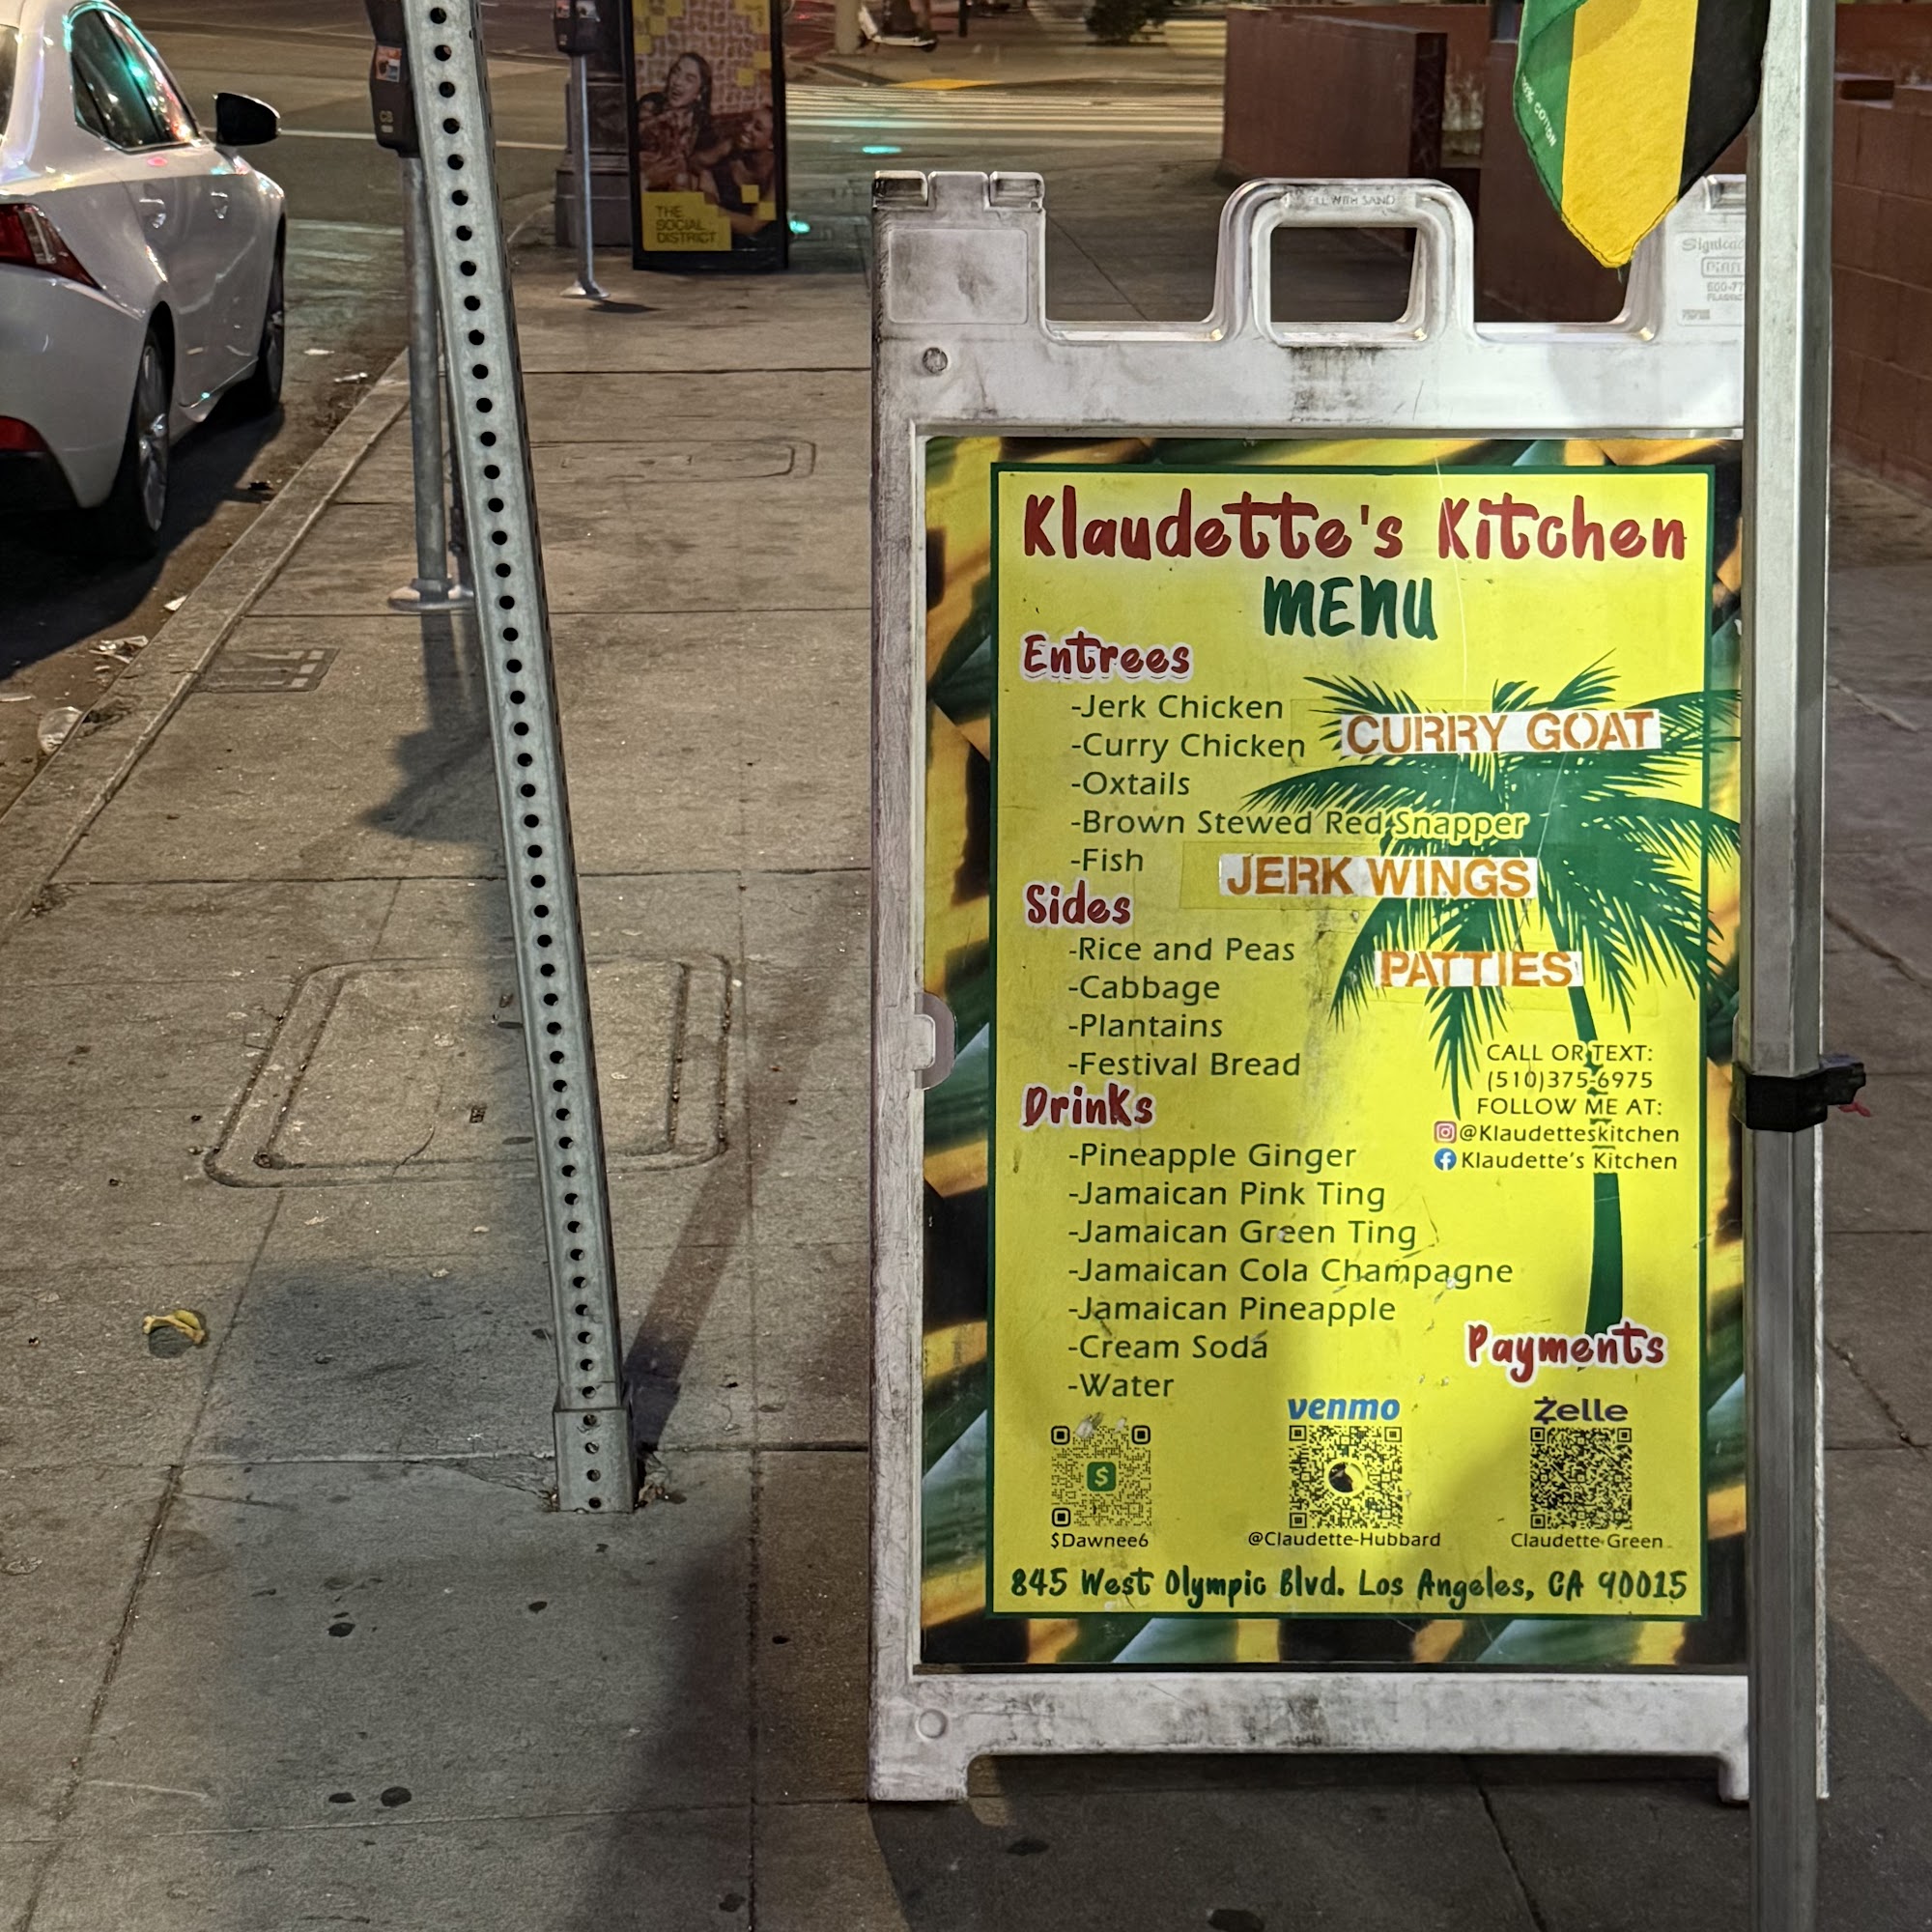 THE
SOCIAL
DISTRICT
FILL WITH SAND
Klaudette's Kitchen
MENU
Entrees
-Jerk Chicken
-Curry Chicken
CURRY GOAT
-Oxtails
-Brown Stewed Red Snapper
-Fish
JERK WINGS
Sides
-Rice and Peas
PATTIES
-Cabbage
-Plantains
-Festival Bread
CALL OR TEXT:
(510)375-6975
FOLLOW ME AT:
@Klaudetteskitchen
Klaudette's Kitchen
Drinks
-Pineapple Ginger
-Jamaican Pink Ting
-Jamaican Green Ting
-Jamaican Cola Champagne
-Jamaican Pineapple
-Cream Soda
-Water
Payments
$
$Dawnee6
venmo
@Claudette-Hubbard
Zelle
Claudette Green
845 West Olympic Blvd. Los Angeles, CA 90015